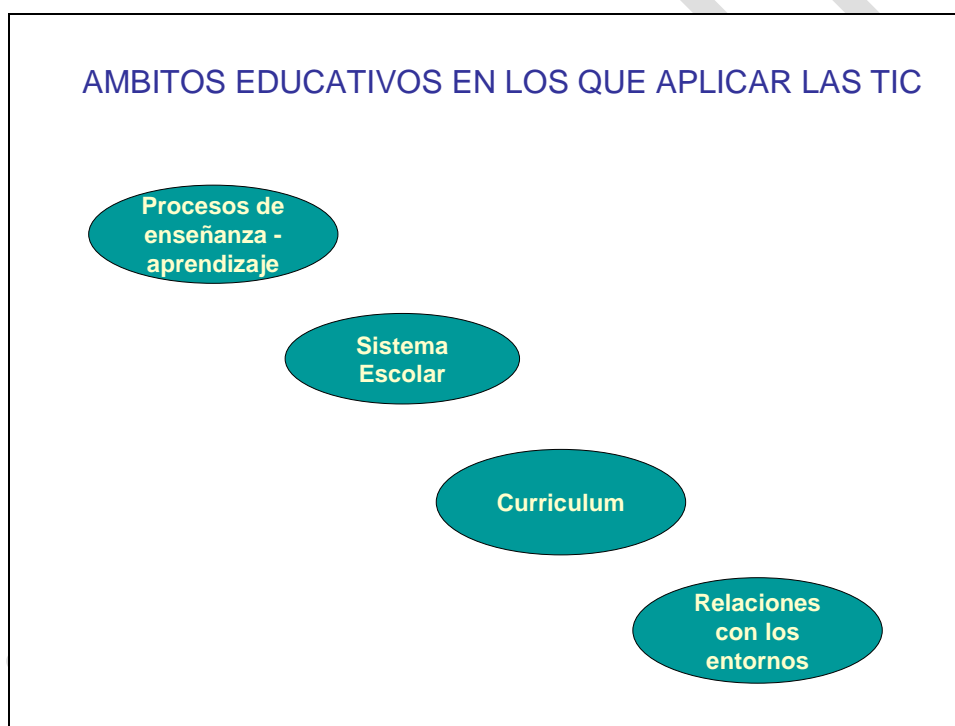 AMBITOS EDUCATIVOS EN LOS QUE APLICAR LAS TIC
Procesos de
enseñanza -
aprendizaje
Sistema
Escolar
Curriculum
Relaciones
con los
entornos